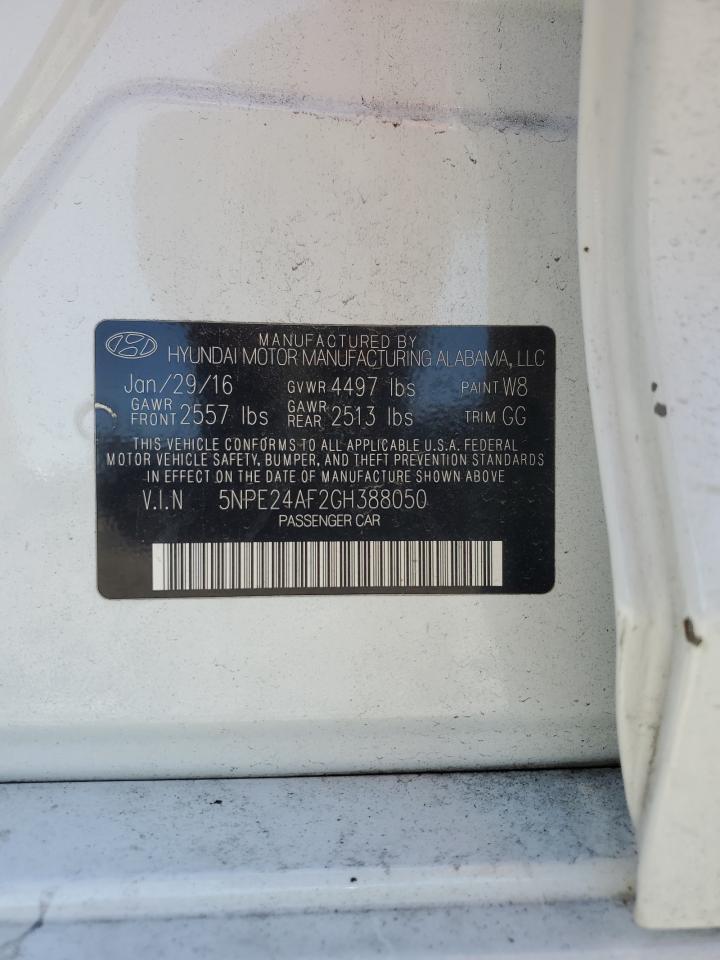 MANUFACTURED BY
HYUNDAI MOTOR MANUFACTURING ALABAMA, LLC
Jan/29/16 GVWR 4497 lbs PAINT W8
GAWR FRONT 2557 lbs GAWR REAR 2513 lbs TRIM GG
THIS VEHICLE CONFORMS TO ALL APPLICABLE U.S.A. FEDERAL
MOTOR VEHICLE SAFETY, BUMPER, AND THEFT PREVENTION STANDARDS
IN EFFECT ON THE DATE OF MANUFACTURE SHOWN ABOVE
V.I.N 5NPE24AF2GH388050
PASSENGER CAR